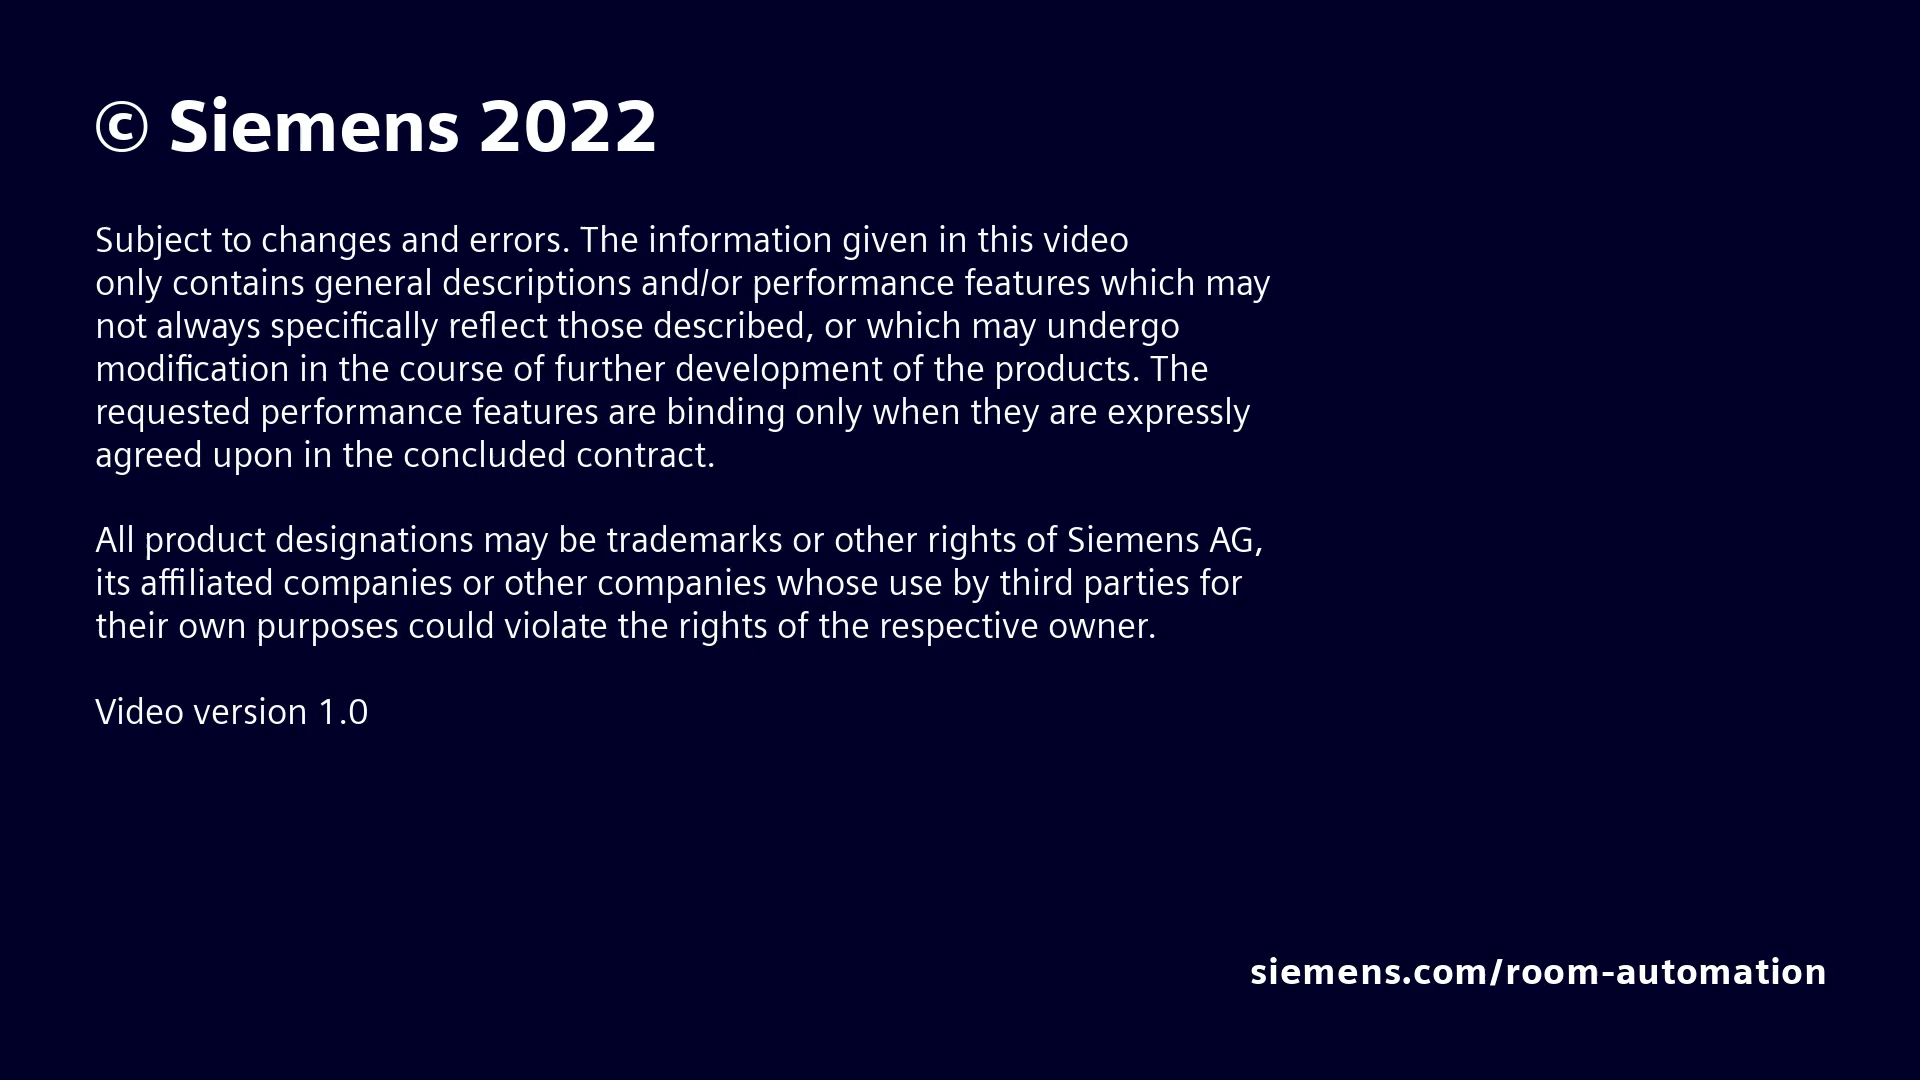 © Siemens 2022
Subject to changes and errors. The information given in this video
only contains general descriptions and/or performance features which may
not always specifically reflect those described, or which may undergo
modification in the course of further development of the products. The
requested performance features are binding only when they are expressly
agreed upon in the concluded contract.
All product designations may be trademarks or other rights of Siemens AG,
its affiliated companies or other companies whose use by third parties for
their own purposes could violate the rights of the respective owner.
Video version 1.0
siemens.com/room-automation